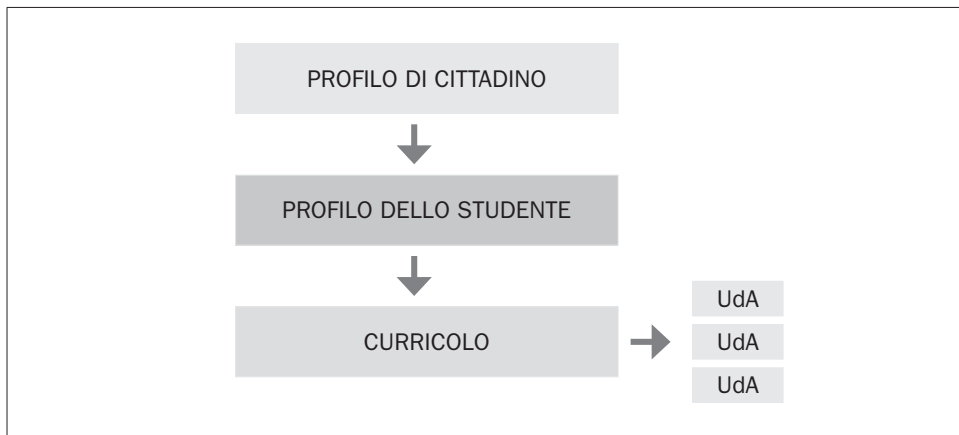 PROFILO DI CITTADINO
PROFILO DELLO STUDENTE
CURRICOLO
UdA
UdA
UdA